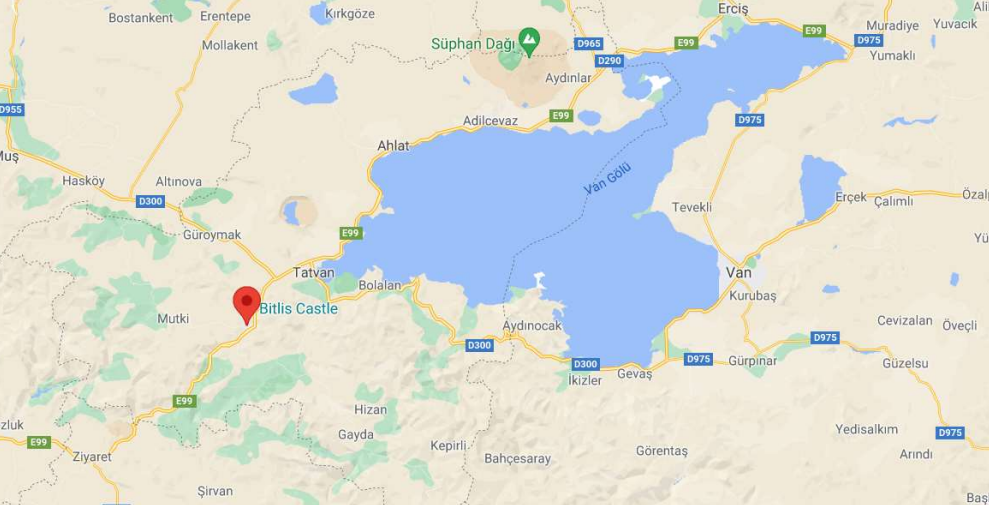 Bostankent
Erentepe
Kırkgöze
Erciş
Ali
Muradiye
Yuvacık
Mollakent
Süphan Dağı
D965
E99
E99
D975
Yumaklı
D290
Aydınlar
D955
Adilcevaz
E99
D975
Muş
Ahlat
Hasköy
Altınova
Van Gölü
D300
Tevekli
Erçek
Çalımlı
Özalp
Güroymak
E99
Yü
Tatvan
Van
Bolalan
Kurubaş
Bitlis Castle
Mutki
Aydınocak
Cevizalan
Öveçli
D300
D975
D300
D975
Gürpınar
Güzelsu
İkizler
Gevaş
E99
Hizan
zluk
Gayda
Yedisalkım
D975
E99
Kepirli
Görentaş
Arındı
Ziyaret
Bahçesaray
Şirvan
Baş